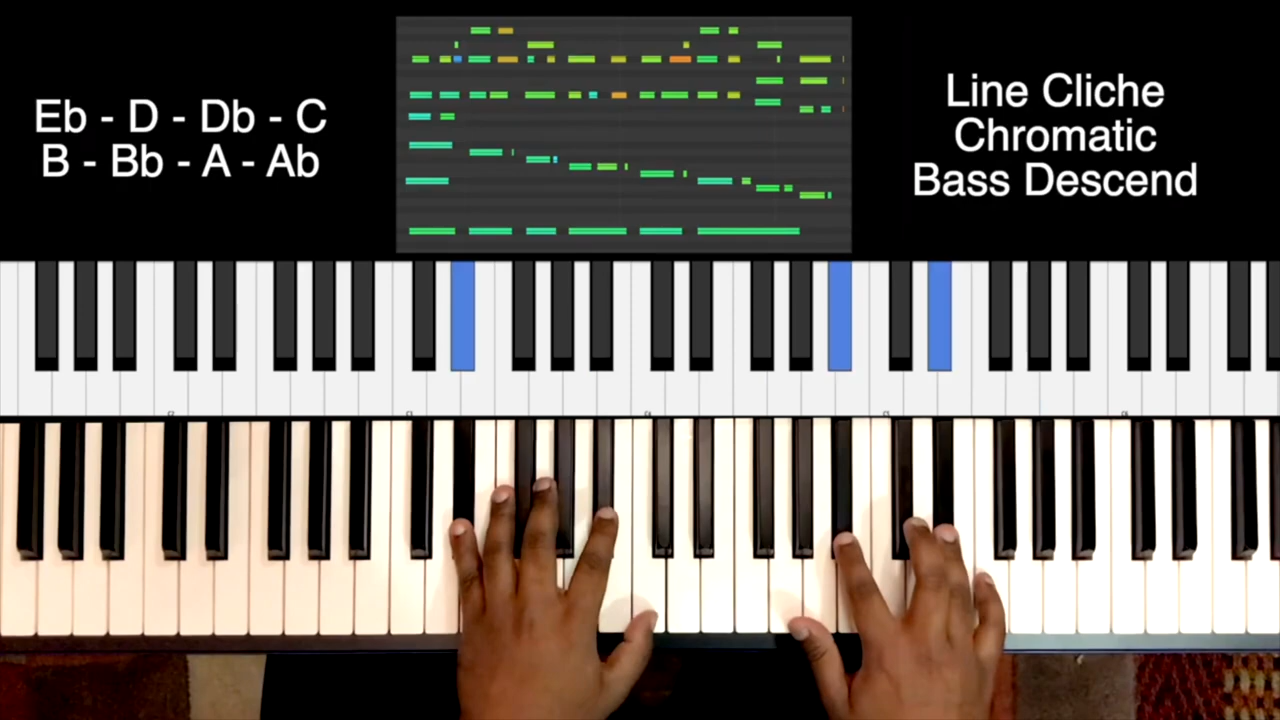 Eb - D - Db - C
B - Bb - A - Ab
Line Cliche
Chromatic
Bass Descend